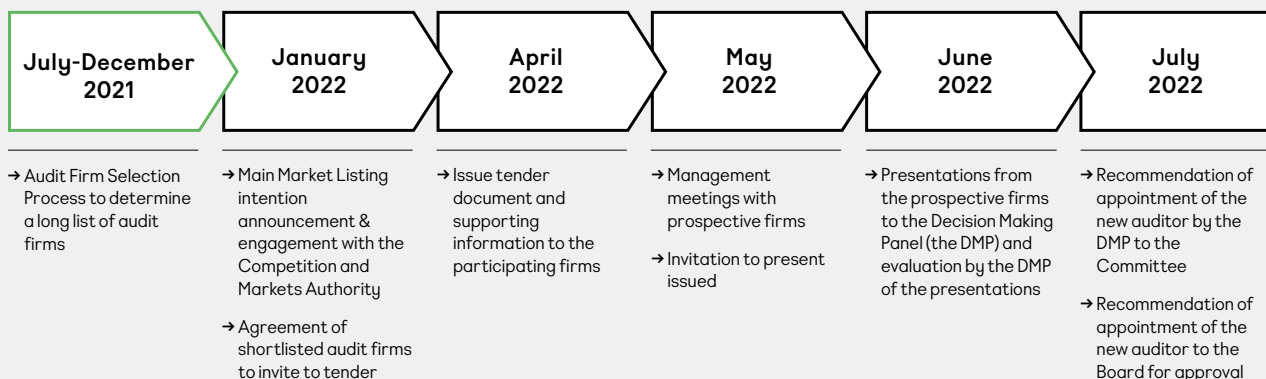 July-December
2021
January
2022
April
2022
May
2022
June
2022
July
2022
→ Audit Firm Selection
Process to determine
a long list of audit
firms
→ Main Market Listing
intention
announcement &
engagement with the
Competition and
Markets Authority
→ Agreement of
shortlisted audit firms
to invite to tender
→ Issue tender
document and
supporting
information to the
participating firms
→ Management
meetings with
prospective firms
→ Invitation to present
issued
→ Presentations from
the prospective firms
to the Decision Making
Panel (the DMP) and
evaluation by the DMP
of the presentations
→ Recommendation of
appointment of the
new auditor by the
DMP to the
Committee
→ Recommendation of
appointment of the
new auditor to the
Board for approval